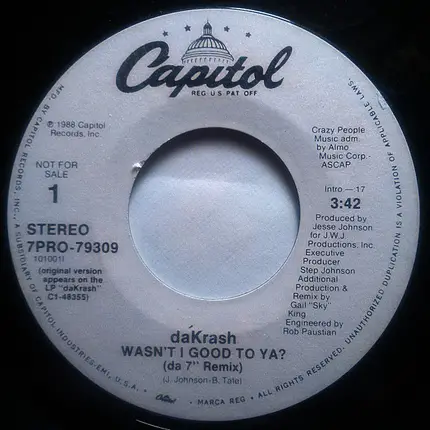 Capitol
REG. U.S. PAT. OFF.
℗ 1988 Capitol
Records, Inc.
NOT FOR
SALE
1
STEREO
7PRO-79309
(original version
appears on the
LP "daKrash"
C1-48355)
Crazy People
Music adm.
by Almo
Music Corp.-
ASCAP
Intro — 17
3:42
Produced by
Jesse Johnson
for J.W.J
Productions, Inc.
Executive
Producer
Step Johnson
Additional
Production &
Remix by
Gail "Sky"
King
Engineered by
Rob Paustian
daKrash
WASN'T I GOOD TO YA?
(da 7" Remix)
(J. Johnson-B. Tate)
MFD. BY CAPITOL RECORDS, INC., A SUBSIDIARY OF CAPITOL INDUSTRIES-EMI, U.S.A. • Capitol • MARCA REG. • ALL RIGHTS RESERVED. UNAUTHORIZED DUPLICATION IS A VIOLATION OF APPLICABLE LAWS.